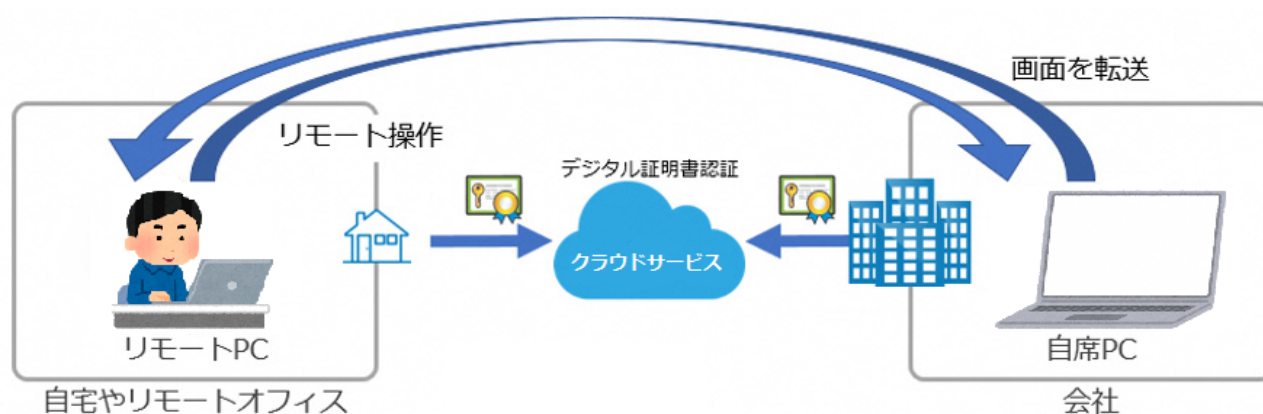 画面を転送
リモート操作
デジタル証明書認証
クラウドサービス
リモートPC
自席PC
自宅やリモートオフィス
会社